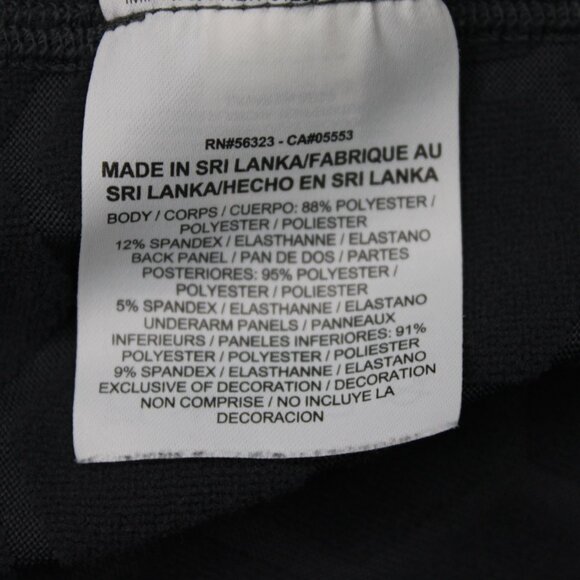 RN#56323 - CA#05553
MADE IN SRI LANKA/FABRIQUE AU
SRI LANKA/HECHO EN SRI LANKA
BODY / CORPS / CUERPO: 88% POLYESTER /
POLYESTER / POLIESTER
12% SPANDEX / ELASTHANNE / ELASTANO
BACK PANEL / PAN DE DOS / PARTES
POSTERIORES: 95% POLYESTER /
POLYESTER / POLIESTER
5% SPANDEX / ELASTHANNE / ELASTANO
UNDERARM PANELS / PANNEAUX
INFERIEURS / PANELES INFERIORES: 91%
POLYESTER / POLYESTER / POLIESTER
9% SPANDEX / ELASTHANNE / ELASTANO
EXCLUSIVE OF DECORATION / DECORATION
NON COMPRISE / NO INCLUYE LA
DECORACION